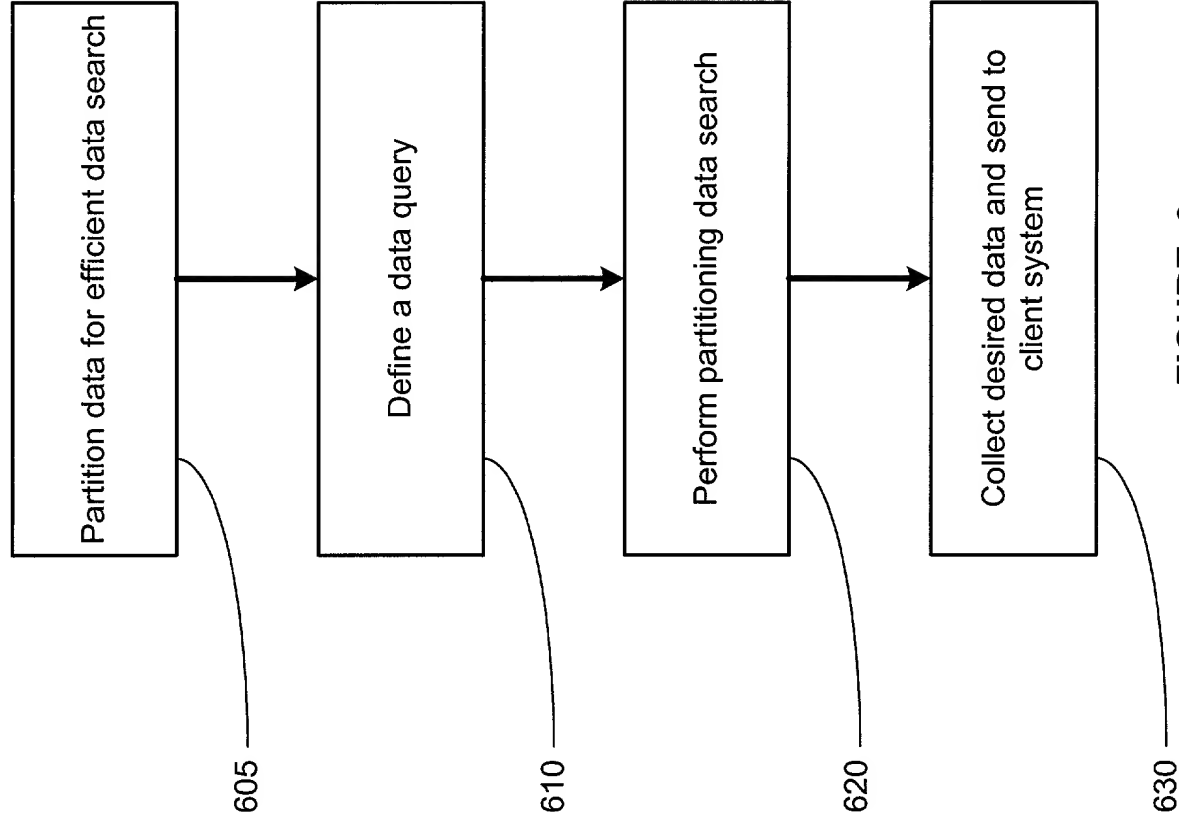 Partition data for efficient data search
605
Define a data query
610
Perform partitioning data search
620
Collect desired data and send to
client system
630